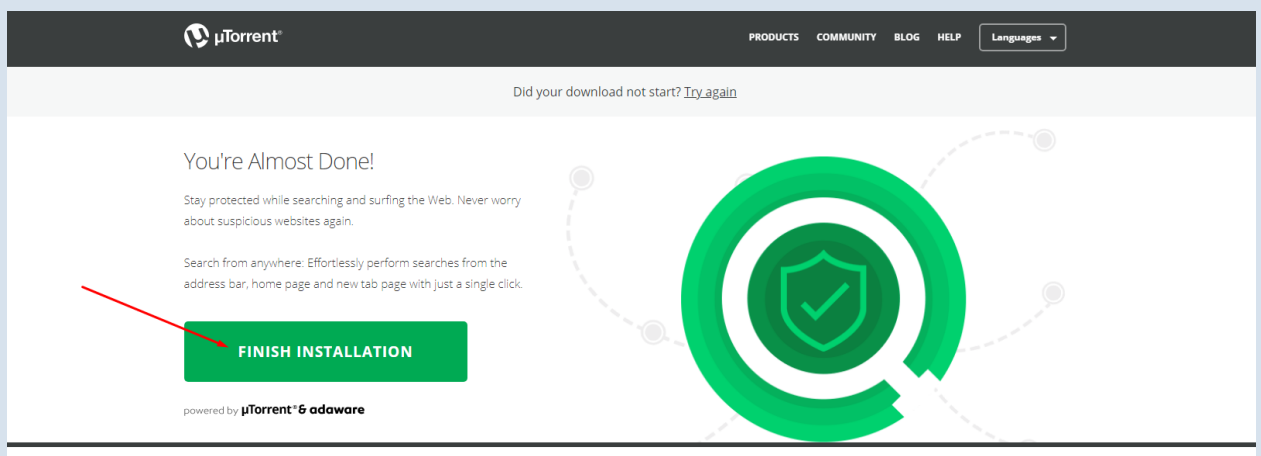 µTorrent®
PRODUCTS COMMUNITY BLOG HELP Languages
Did your download not start? Try again
You're Almost Done!
Stay protected while searching and surfing the Web. Never worry
about suspicious websites again.
Search from anywhere: Effortlessly perform searches from the
address bar, home page and new tab page with just a single click.
FINISH INSTALLATION
powered by µTorrent® & adaware